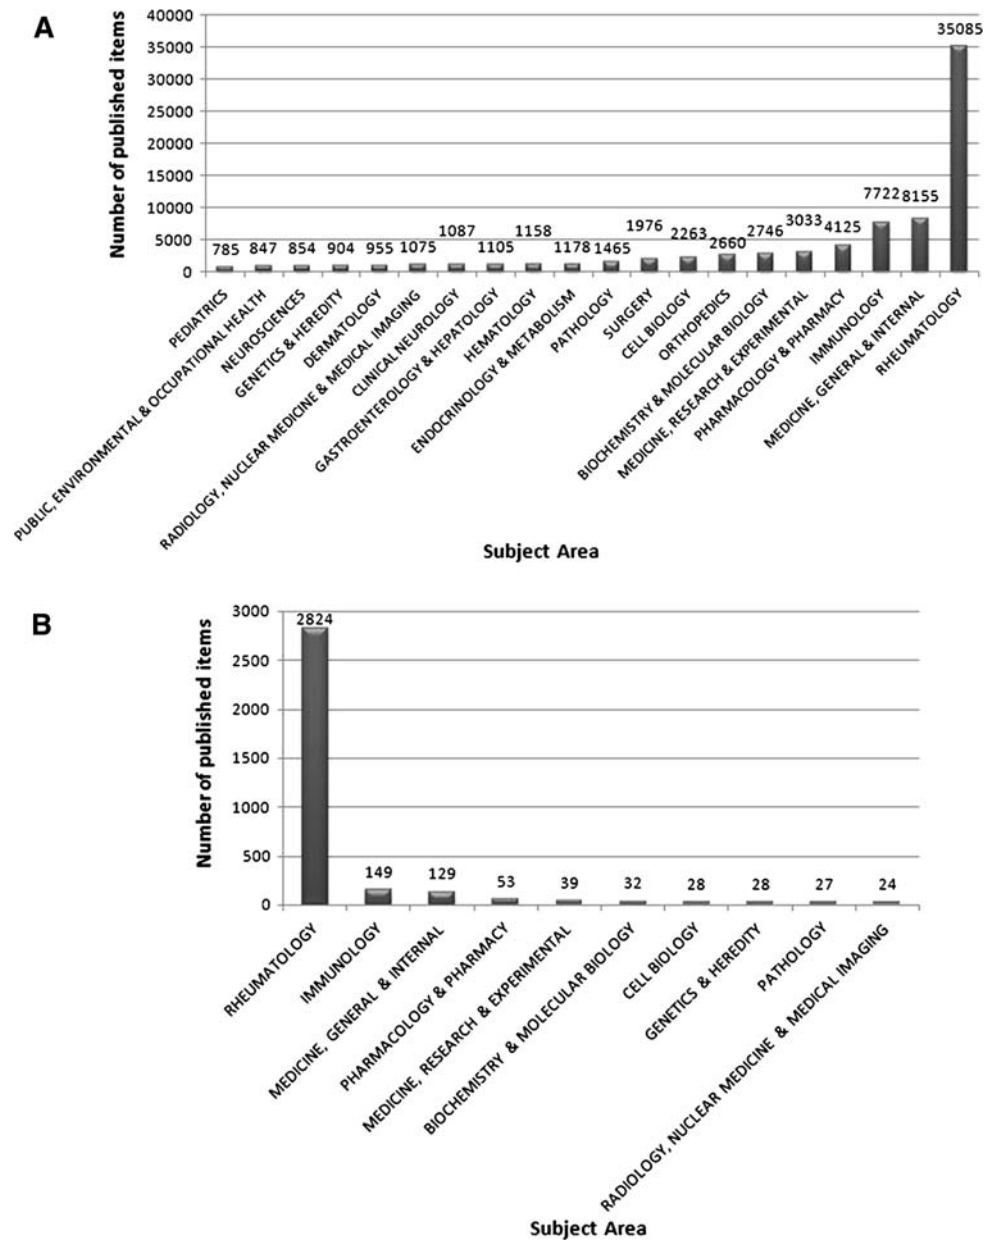 A
Number of published items
40000
35000
30000
25000
20000
15000
10000
5000
0
785
847
854
904
955
1075
1087
1105
1158
1178
1465
1976
2263
2660
2746
3033
4125
7722
8155
35085
PEDIATRICS
PUBLIC, ENVIRONMENTAL & OCCUPATIONAL HEALTH
NEUROSCIENCES
GENETICS & HEREDITY
DERMATOLOGY
RADIOLOGY, NUCLEAR MEDICINE & MEDICAL IMAGING
CLINICAL NEUROLOGY
GASTROENTEROLOGY & HEPATOLOGY
HEMATOLOGY
ENDOCRINOLOGY & METABOLISM
PATHOLOGY
SURGERY
CELL BIOLOGY
ORTHOPEDICS
BIOCHEMISTRY & MOLECULAR BIOLOGY
MEDICINE, RESEARCH & EXPERIMENTAL
PHARMACOLOGY & PHARMACY
IMMUNOLOGY
MEDICINE, GENERAL & INTERNAL
RHEUMATOLOGY
Subject Area
B
Number of published items
3000
2500
2000
1500
1000
500
0
2824
149
129
53
39
32
28
28
27
24
RHEUMATOLOGY
IMMUNOLOGY
MEDICINE, GENERAL & INTERNAL
PHARMACOLOGY & PHARMACY
MEDICINE, RESEARCH & EXPERIMENTAL
BIOCHEMISTRY & MOLECULAR BIOLOGY
CELL BIOLOGY
GENETICS & HEREDITY
PATHOLOGY
RADIOLOGY, NUCLEAR MEDICINE & MEDICAL IMAGING
Subject Area